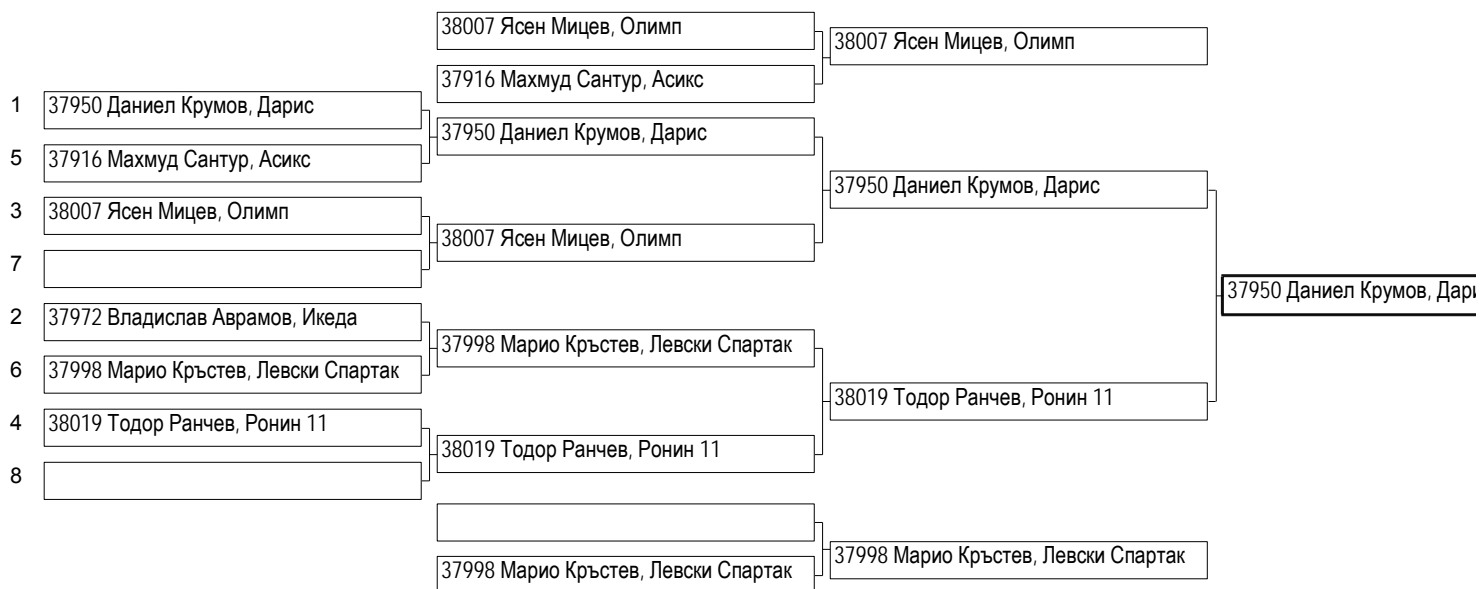 38007 Ясен Мицев, Олимп
38007 Ясен Мицев, Олимп
37916 Махмуд Сантур, Асикс
1 37950 Даниел Крумов, Дарис
37950 Даниел Крумов, Дарис
5 37916 Махмуд Сантур, Асикс
37950 Даниел Крумов, Дарис
3 38007 Ясен Мицев, Олимп
38007 Ясен Мицев, Олимп
7
37950 Даниел Крумов, Дари
2 37972 Владислав Аврамов, Икеда
37998 Марио Кръстев, Левски Спартак
6 37998 Марио Кръстев, Левски Спартак
38019 Тодор Ранчев, Ронин 11
4 38019 Тодор Ранчев, Ронин 11
38019 Тодор Ранчев, Ронин 11
8
37998 Марио Кръстев, Левски Спартак
37998 Марио Кръстев, Левски Спартак